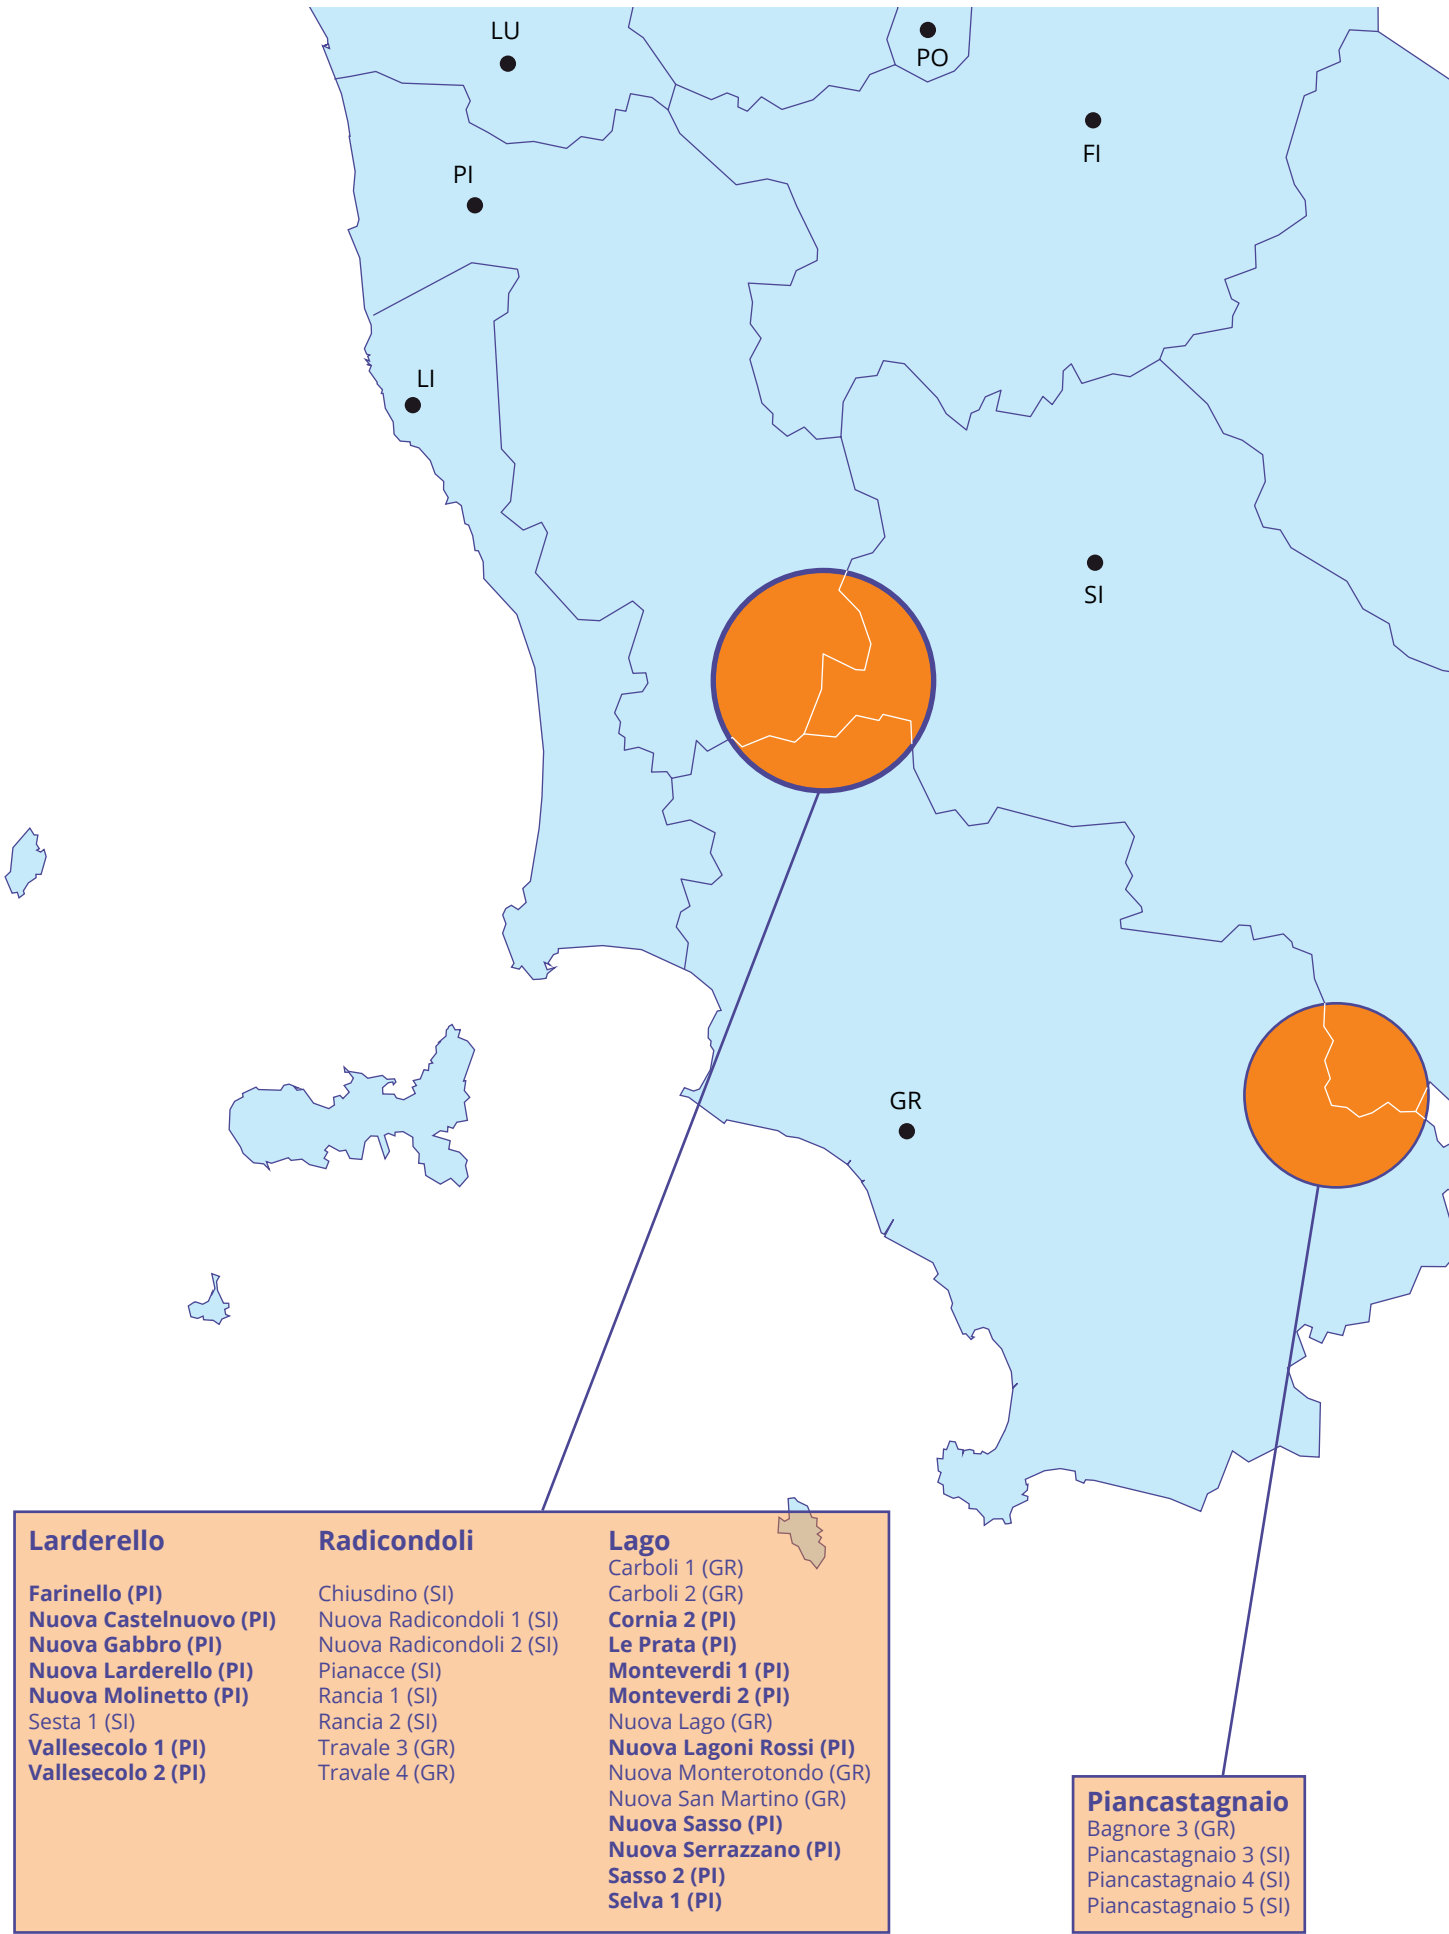 LU
PO
FI
PI
LI
SI
GR
Larderello
Farinello (PI)
Nuova Castelnuovo (PI)
Nuova Gabbro (PI)
Nuova Larderello (PI)
Nuova Molinetto (PI)
Sesta 1 (SI)
Vallesecolo 1 (PI)
Vallesecolo 2 (PI)
Radicondoli
Chiusdino (SI)
Nuova Radicondoli 1 (SI)
Nuova Radicondoli 2 (SI)
Pianacce (SI)
Rancia 1 (SI)
Rancia 2 (SI)
Travale 3 (GR)
Travale 4 (GR)
Lago
Carboli 1 (GR)
Carboli 2 (GR)
Cornia 2 (PI)
Le Prata (PI)
Monteverdi 1 (PI)
Monteverdi 2 (PI)
Nuova Lago (GR)
Nuova Lagoni Rossi (PI)
Nuova Monterotondo (GR)
Nuova San Martino (GR)
Nuova Sasso (PI)
Nuova Serrazzano (PI)
Sasso 2 (PI)
Selva 1 (PI)
Piancastagnaio
Bagnore 3 (GR)
Piancastagnaio 3 (SI)
Piancastagnaio 4 (SI)
Piancastagnaio 5 (SI)